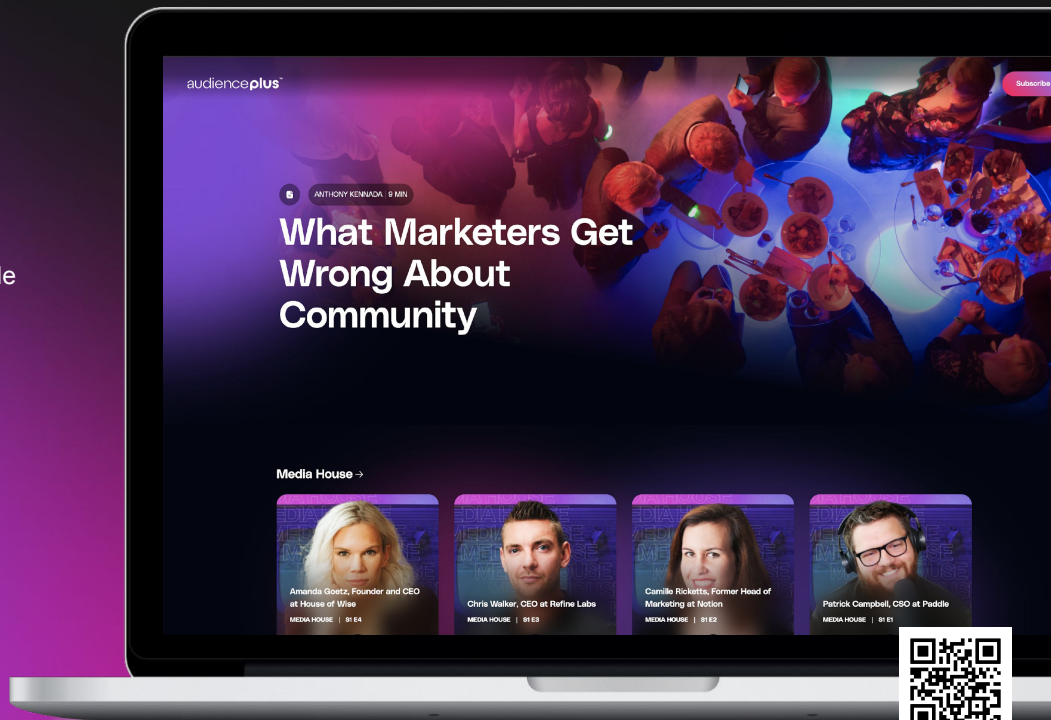 audienceplus™
Subscribe
ANTHONY KENNADA | 9 MIN
What Marketers Get
Wrong About
Community
le
Media House →
Amanda Goetz, Founder and CEO
at House of Wise
MEDIA HOUSE | S1 E4
Chris Walker, CEO at Refine Labs
MEDIA HOUSE | S1 E3
Camille Ricketts, Former Head of
Marketing at Notion
MEDIA HOUSE | S1 E2
Patrick Campbell, CSO at Paddle
MEDIA HOUSE | S1 E1